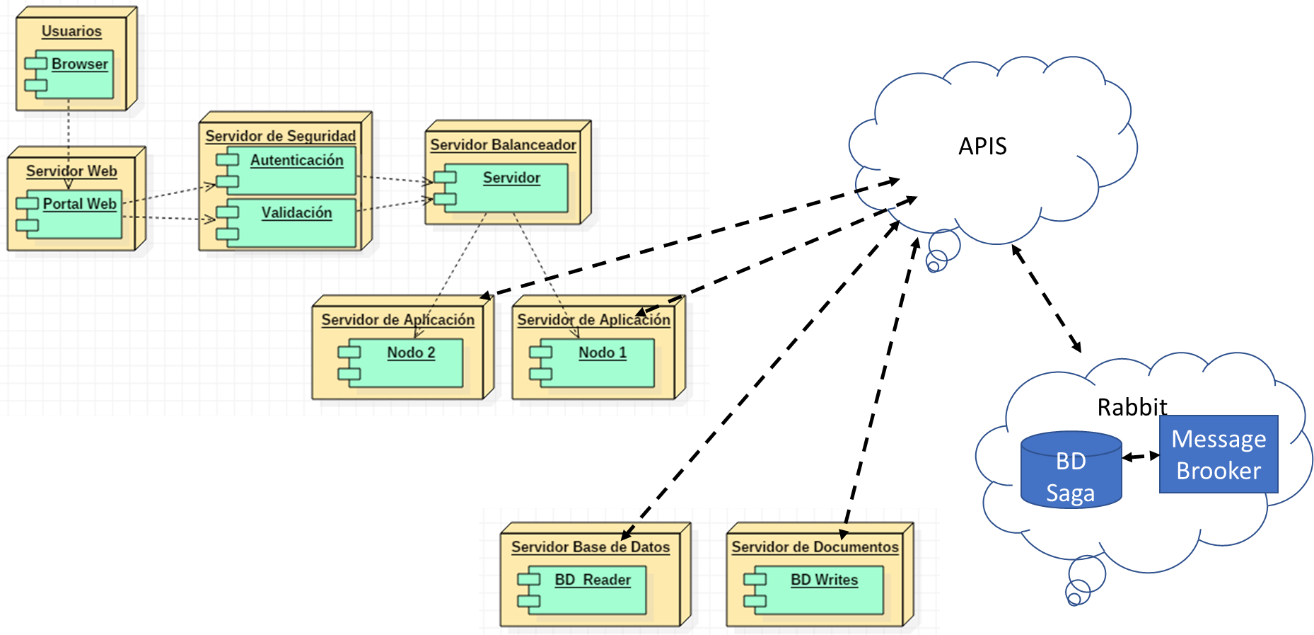 Usuarios
Browser
Servidor Web
Portal Web
Servidor de Seguridad
Autenticación
Validación
Servidor Balanceador
Servidor
APIS
Servidor de Aplicación
Nodo 2
Servidor de Aplicación
Nodo 1
Rabbit
BD
Saga
Message
Brooker
Servidor Base de Datos
BD_Reader
Servidor de Documentos
BD Writes